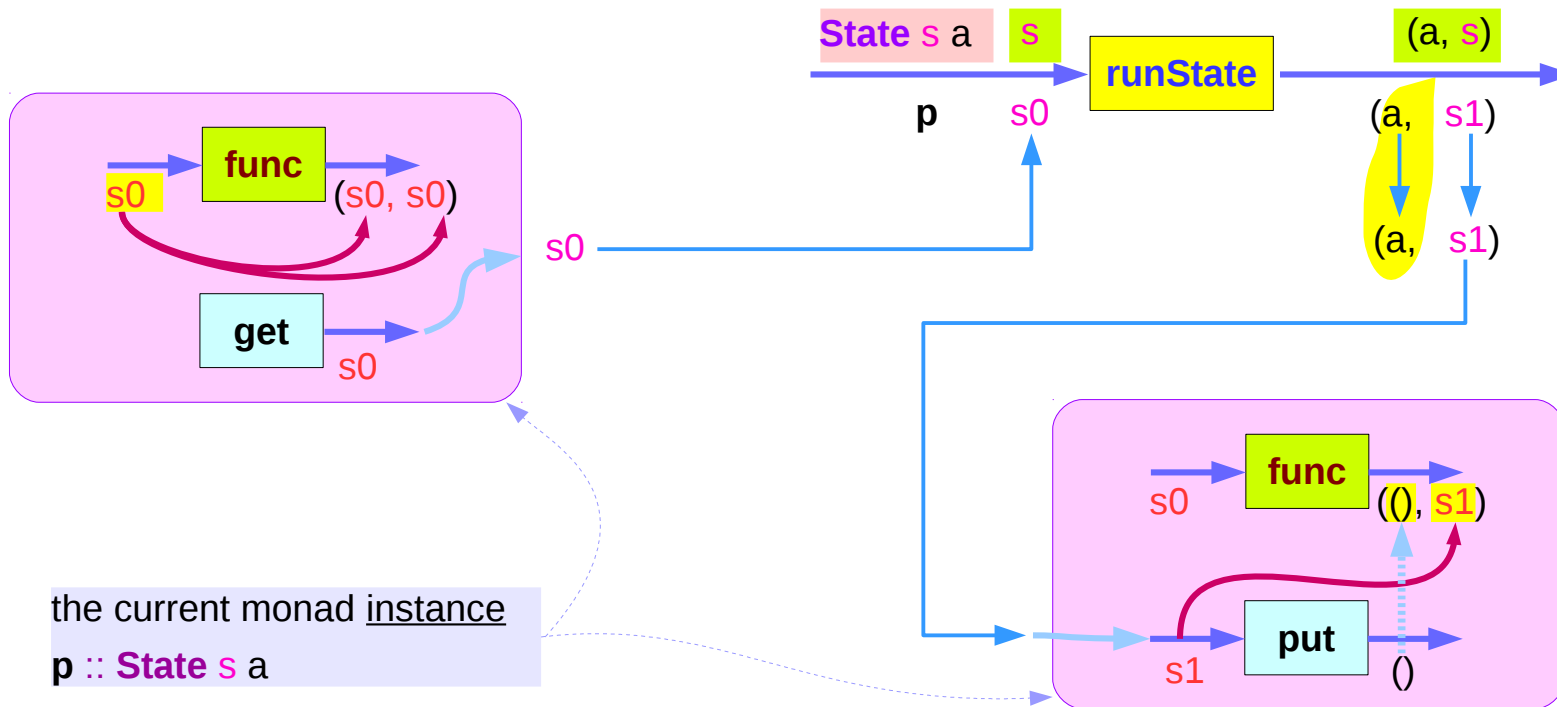 State s a s
runState
(a, s)
p s0
(a, s1)
(a, s1)
func
s0
(s0, s0)
get
s0
s0
func
s0
((), s1)
put
s1
()
the current monad instance
p :: State s a